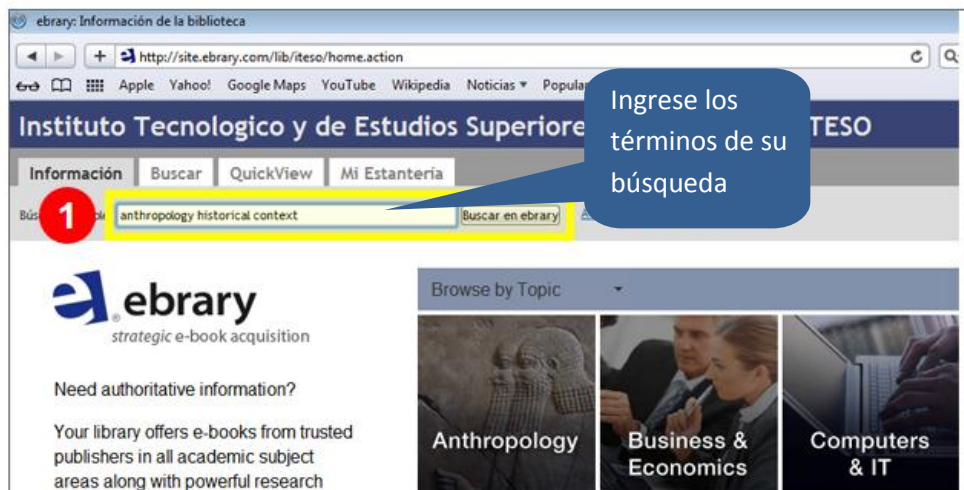 ebrary: Información de la biblioteca
http://site.ebrary.com/lib/iteso/home.action
Apple Yahoo! Google Maps YouTube Wikipedia Noticias Popula
Instituto Tecnologico y de Estudios Superiore TESO
Ingrese los
términos de su
búsqueda
Información Buscar QuickView Mi Estantería
1 anthropology historical context Buscar en ebrary
ebrary
strategic e-book acquisition
Browse by Topic
Need authoritative information?
Your library offers e-books from trusted
publishers in all academic subject
areas along with powerful research
Anthropology
Business &
Economics
Computers
& IT